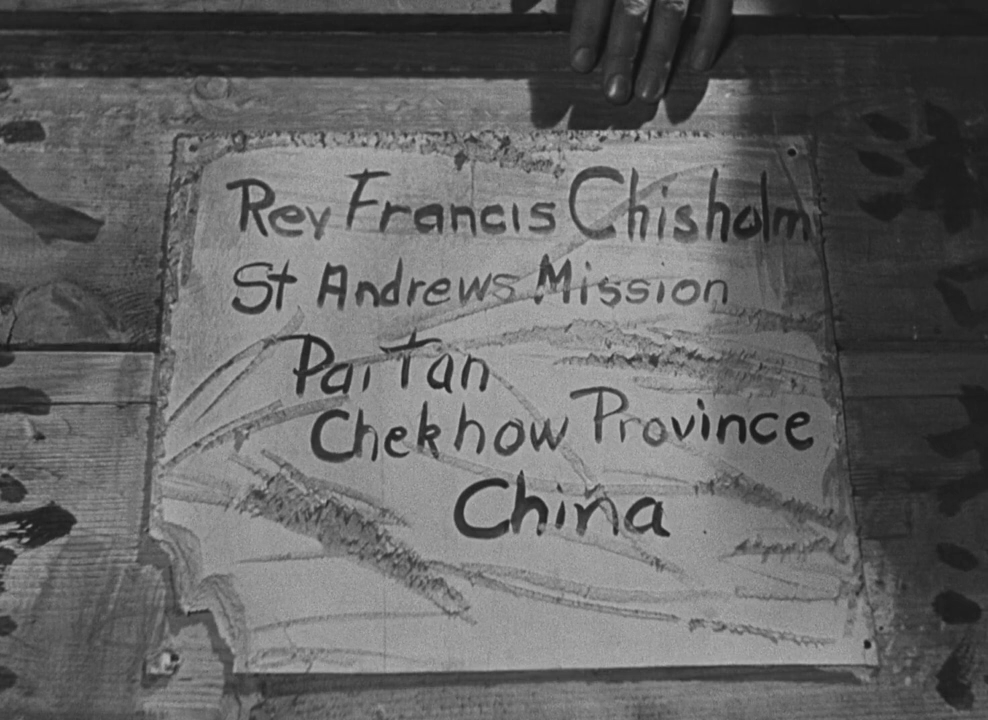 Rev Francis Chisholm
St Andrews Mission
Pai Tan
Chekhow Province
China